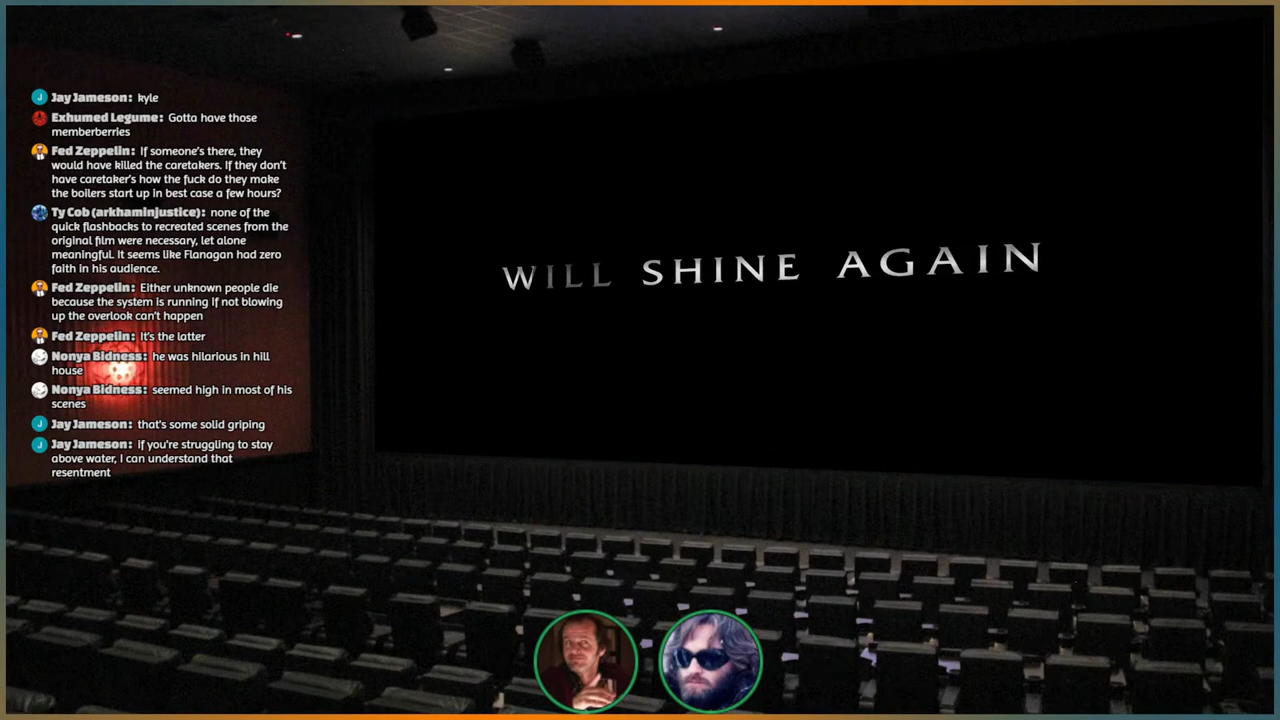 Jay Jameson: kyle
Exhumed Legume: Gotta have those
memberberries
Fed Zeppelin: If someone's there, they
would have killed the caretakers. If they don't
have caretaker's how the fuck do they make
the boilers start up in best case a few hours?
Ty Cob (arkhaminjustice): none of the
quick flashbacks to recreated scenes from the
original film were necessary, let alone
meaningful. It seems like Flanagan had zero
faith in his audience.
Fed Zeppelin: Either unknown people die
because the system is running if not blowing
up the overlook can't happen
Fed Zeppelin: It's the latter
Nonya Bidness: he was hilarious in hill
house
Nonya Bidness: seemed high in most of his
scenes
Jay Jameson: that's some solid griping
Jay Jameson: if you're struggling to stay
above water, I can understand that
resentment
WILL SHINE AGAIN